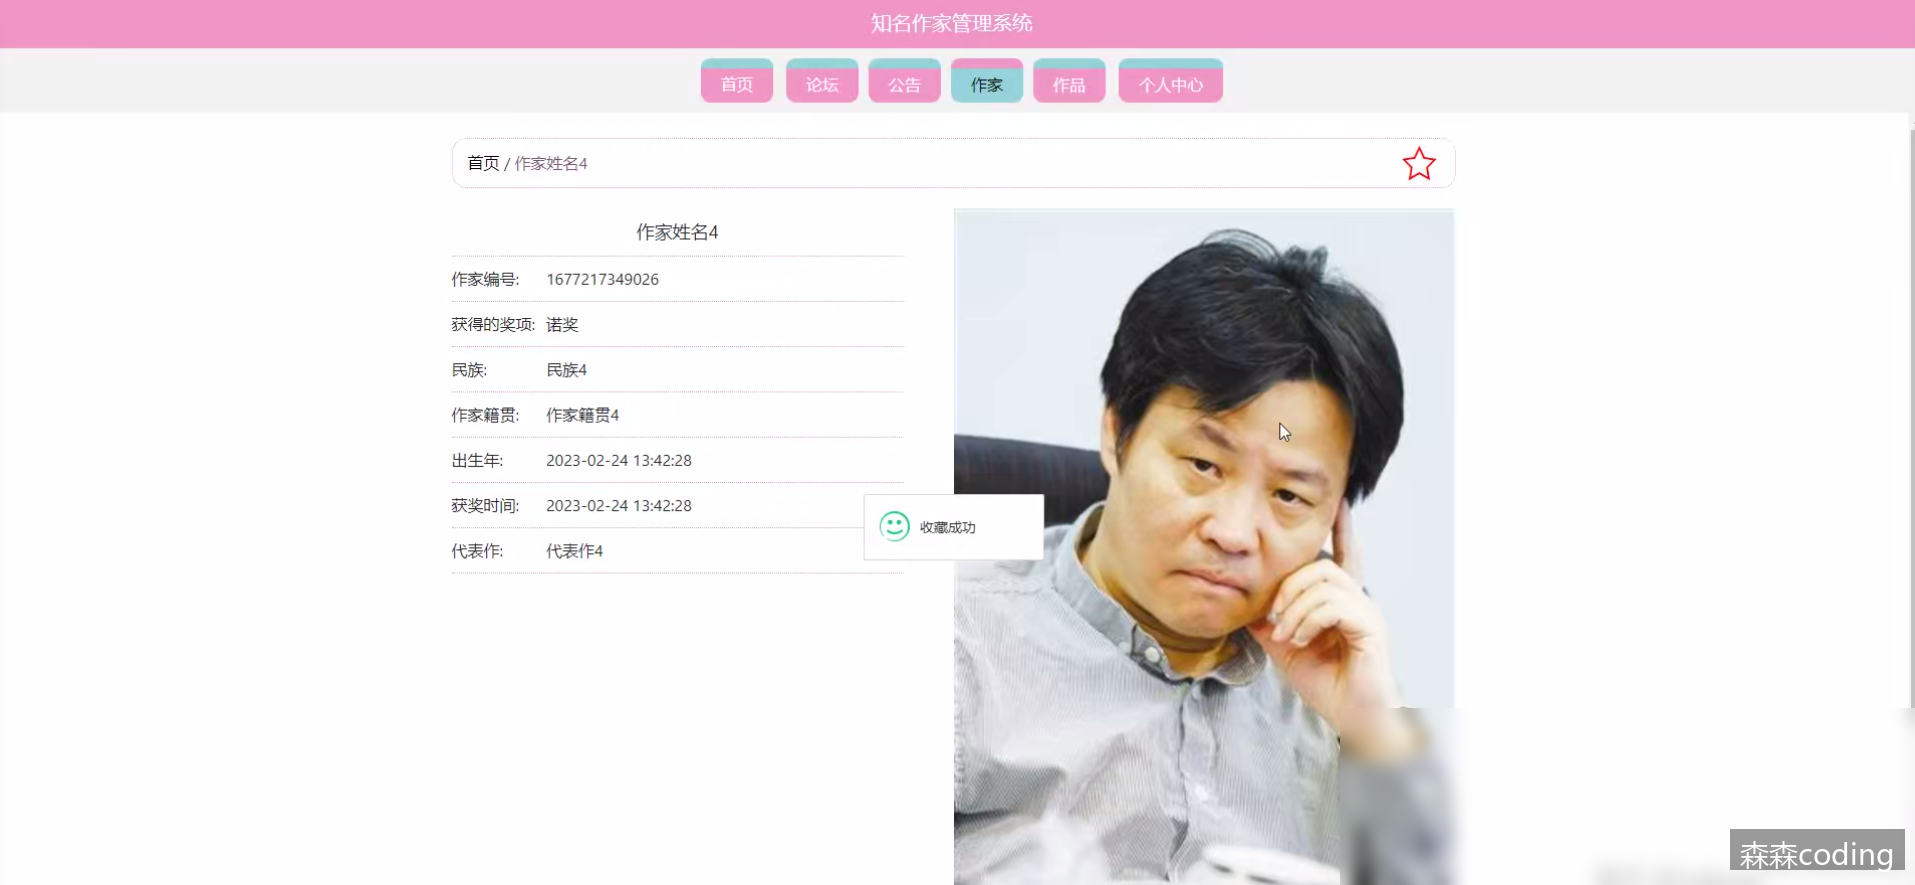 知名作家管理系统
首页 论坛 公告 作家 作品 个人中心
首页 / 作家姓名4
作家姓名4
作家编号: 1677217349026
获得的奖项: 诺奖
民族: 民族4
作家籍贯: 作家籍贯4
出生年: 2023-02-24 13:42:28
获奖时间: 2023-02-24 13:42:28
收藏成功
代表作: 代表作4
森森coding